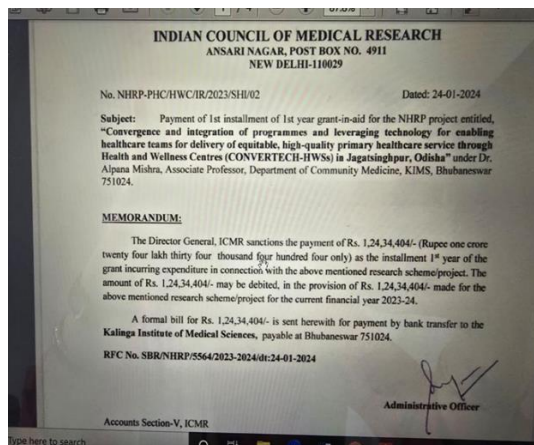 INDIAN COUNCIL OF MEDICAL RESEARCH
ANSARI NAGAR, POST BOX NO. 4911
NEW DELHI-110029
No. NHRP-PHC/HWC/IR/2023/SHI/02 Dated: 24-01-2024
Subject: Payment of 1st installment of 1st year grant-in-aid for the NHRP project entitled,
“Convergence and integration of programmes and leveraging technology for enabling
healthcare teams for delivery of equitable, high-quality primary healthcare service through
Health and Wellness Centres (CONVERTECH-HWSs) in Jagatsinghpur, Odisha” under Dr.
Alpana Mishra, Associate Professor, Department of Community Medicine, KIMS, Bhubaneswar
751024.
MEMORANDUM:
The Director General, ICMR sanctions the payment of Rs. 1,24,34,404/- (Rupee one crore
twenty four lakh thirty four thousand four hundred four only) as the installment 1st year of the
grant incurring expenditure in connection with the above mentioned research scheme/project. The
amount of Rs. 1,24,34,404/- may be debited, in the provision of Rs. 1,24,34,404/- made for the
above mentioned research scheme/project for the current financial year 2023-24.
A formal bill for Rs. 1,24,34,404/- is sent herewith for payment by bank transfer to the
Kalinga Institute of Medical Sciences, payable at Bhubaneswar 751024.
RFC No. SBR/NHRP/5564/2023-2024/dt:24-01-2024
Administrative Officer
Accounts Section-V, ICMR
Type here to search